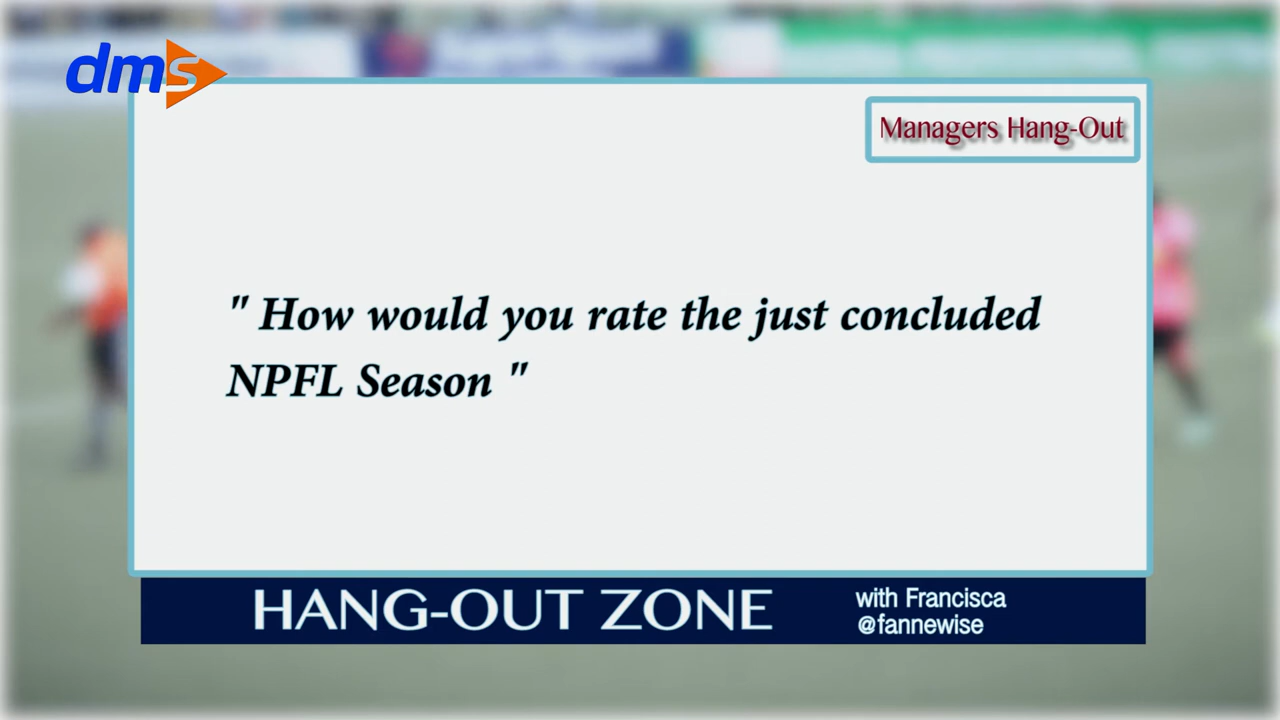 dms
Managers Hang-Out
" How would you rate the just concluded
NPFL Season "
HANG-OUT ZONE
with Francisca
@fannewise